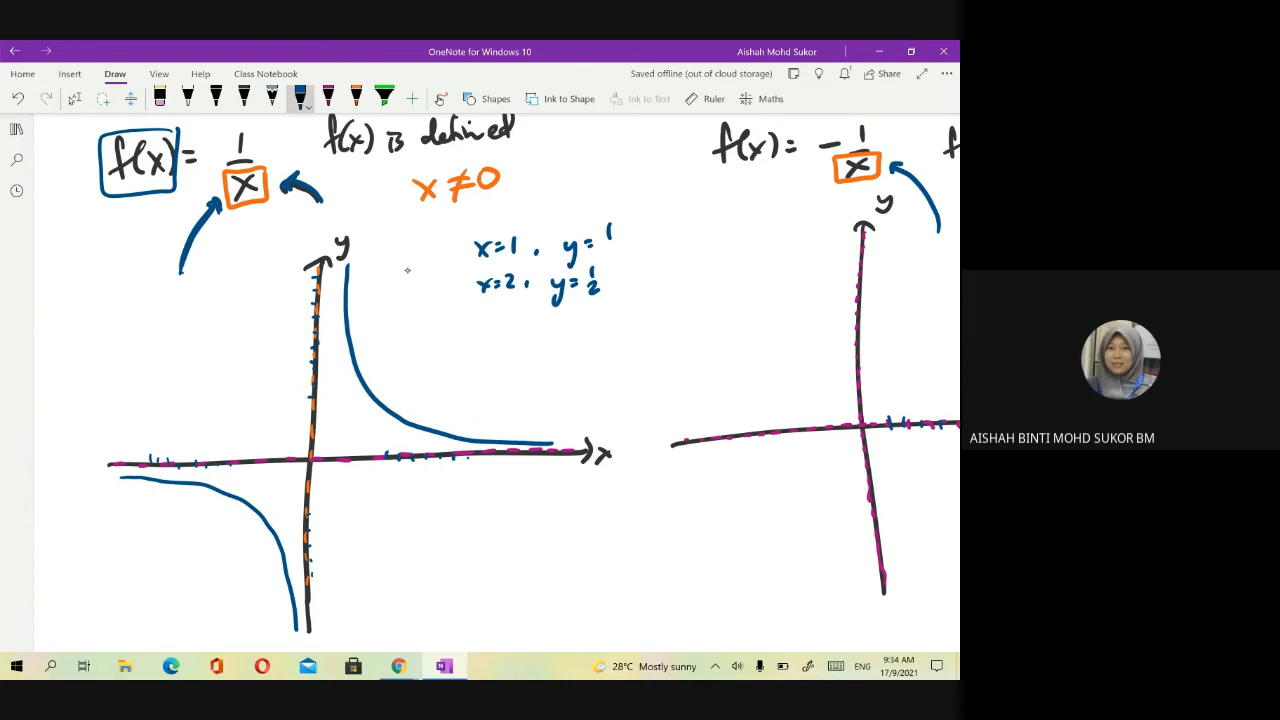 OneNote for Windows 10
Aishah Mohd Sukor
Home Insert Draw View Help Class Notebook
Saved offline (out of cloud storage)
Share
Shapes
Ink to Shape
Ink to Text
Ruler
Maths
f(x) = 1/x
f(x) is defined
x ≠ 0
x=1, y=1
x=2, y=1/2
y
x
f(x) = -1/x
f
y
AISHAH BINTI MOHD SUKOR BM
28°C Mostly sunny
ENG
9:34 AM
17/9/2021